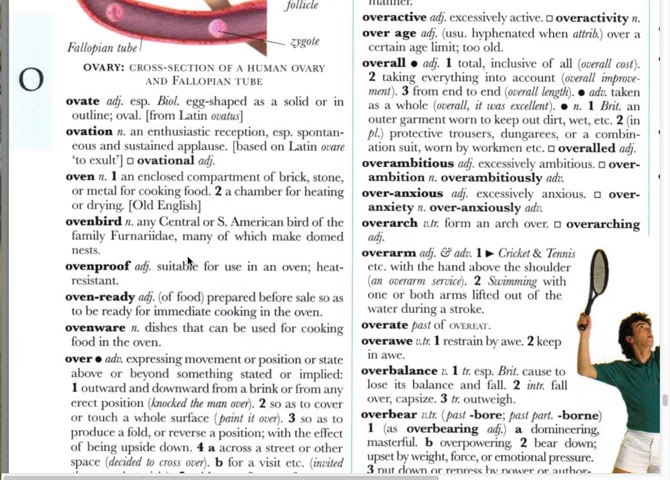 follicle
zygote
Fallopian tube
OVARY: CROSS-SECTION OF A HUMAN OVARY
AND FALLOPIAN TUBE
O
ovate adj. esp. Biol. egg-shaped as a solid or in
outline; oval. [from Latin ovatus]
ovation n. an enthusiastic reception, esp. spontan-
eous and sustained applause. [based on Latin ovare
‘to exult’] □ ovational adj.
oven n. 1 an enclosed compartment of brick, stone,
or metal for cooking food. 2 a chamber for heating
or drying. [Old English]
ovenbird n. any Central or S. American bird of the
family Furnariidae, many of which make domed
nests.
ovenproof adj. suitable for use in an oven; heat-
resistant.
oven-ready adj. (of food) prepared before sale so as
to be ready for immediate cooking in the oven.
ovenware n. dishes that can be used for cooking
food in the oven.
over ● adv. expressing movement or position or state
above or beyond something stated or implied:
1 outward and downward from a brink or from any
erect position (knocked the man over). 2 so as to cover
or touch a whole surface (paint it over). 3 so as to
produce a fold, or reverse a position; with the effect
of being upside down. 4 a across a street or other
space (decided to cross over). b for a visit etc. (invited
manner.
overactive adj. excessively active. □ overactivity n.
over age adj. (usu. hyphenated when attrib.) over a
certain age limit; too old.
overall ● adj. 1 total, inclusive of all (overall cost).
2 taking everything into account (overall improve-
ment). 3 from end to end (overall length). ● adv. taken
as a whole (overall, it was excellent). ● n. 1 Brit. an
outer garment worn to keep out dirt, wet, etc. 2 (in
pl.) protective trousers, dungarees, or a combin-
ation suit, worn by workmen etc. □ overalled adj.
overambitious adj. excessively ambitious. □ over-
ambition n. overambitiously adv.
over-anxious adj. excessively anxious. □ over-
anxiety n. over-anxiously adv.
overarch v.tr. form an arch over. □ overarching
adj.
overarm adj. & adv. 1 ► Cricket & Tennis
etc. with the hand above the shoulder
(an overarm service). 2 Swimming with
one or both arms lifted out of the
water during a stroke.
overate past of OVEREAT.
overawe v.tr. 1 restrain by awe. 2 keep
in awe.
overbalance v. 1 tr. esp. Brit. cause to
lose its balance and fall. 2 intr. fall
over, capsize. 3 tr. outweigh.
overbear v.tr. (past -bore; past part. -borne)
1 (as overbearing adj.) a domineering,
masterful. b overpowering. 2 bear down;
upset by weight, force, or emotional pressure.
3 put down or repress by power or author-